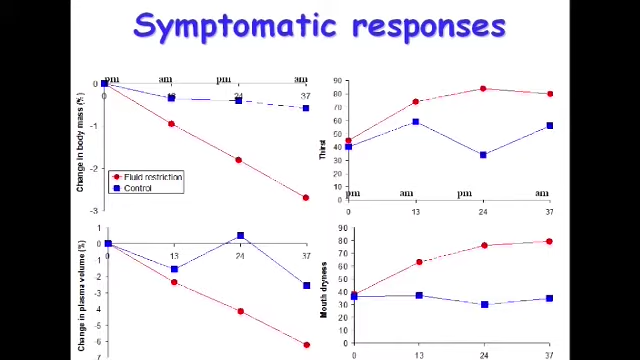 Symptomatic responses
Change in body mass (%)
0
-1
-2
-3
pm am pm am
0 13 24 37
Fluid restriction
Control
Thirst
90
80
70
60
50
40
30
20
10
0
pm am pm am
0 13 24 37
Change in plasma volume (%)
1
0
-1
-2
-3
-4
-5
-6
0 13 24 37
Mouth dryness
90
80
70
60
50
40
30
20
10
0
0 13 24 37